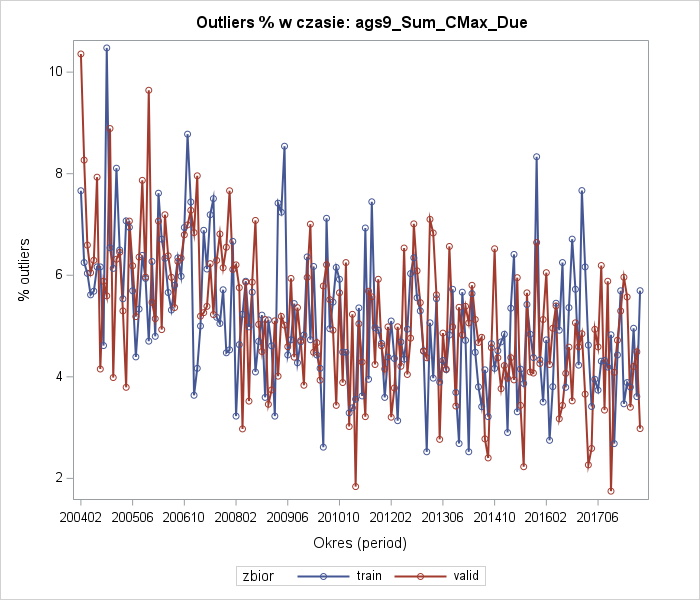 Outliers % w czasie: ags9_Sum_CMax_Due
% outliers
10
8
6
4
2
200402 200506 200610 200802 200906 201010 201202 201306 201410 201602 201706
Okres (period)
zbior train valid